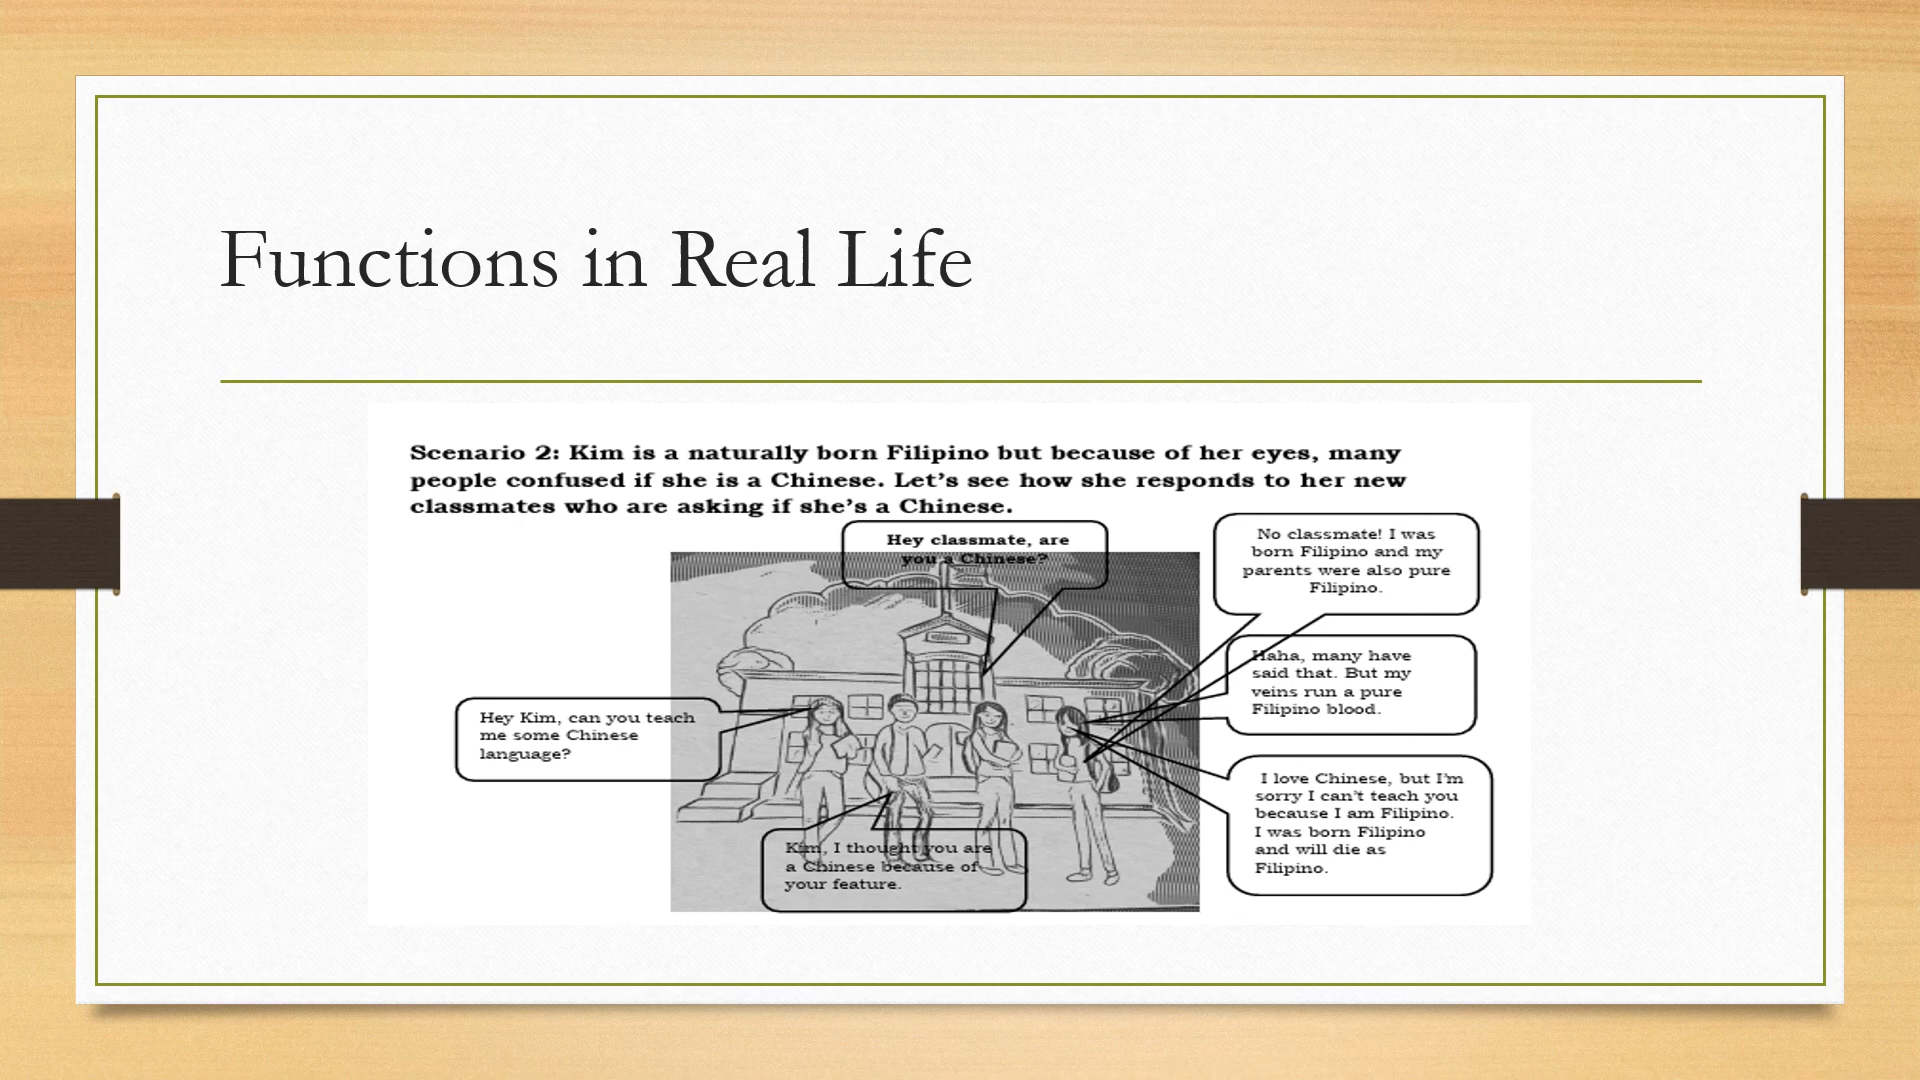 Functions in Real Life
Scenario 2: Kim is a naturally born Filipino but because of her eyes, many
people confused if she is a Chinese. Let's see how she responds to her new
classmates who are asking if she's a Chinese.
Hey classmate, are
you a Chinese?
No classmate! I was
born Filipino and my
parents were also pure
Filipino.
Haha, many have
said that. But my
veins run a pure
Filipino blood.
Hey Kim, can you teach
me some Chinese
language?
I love Chinese, but I'm
sorry I can't teach you
because I am Filipino.
I was born Filipino
and will die as
Filipino.
Kim, I thought you are
a Chinese because of
your feature.